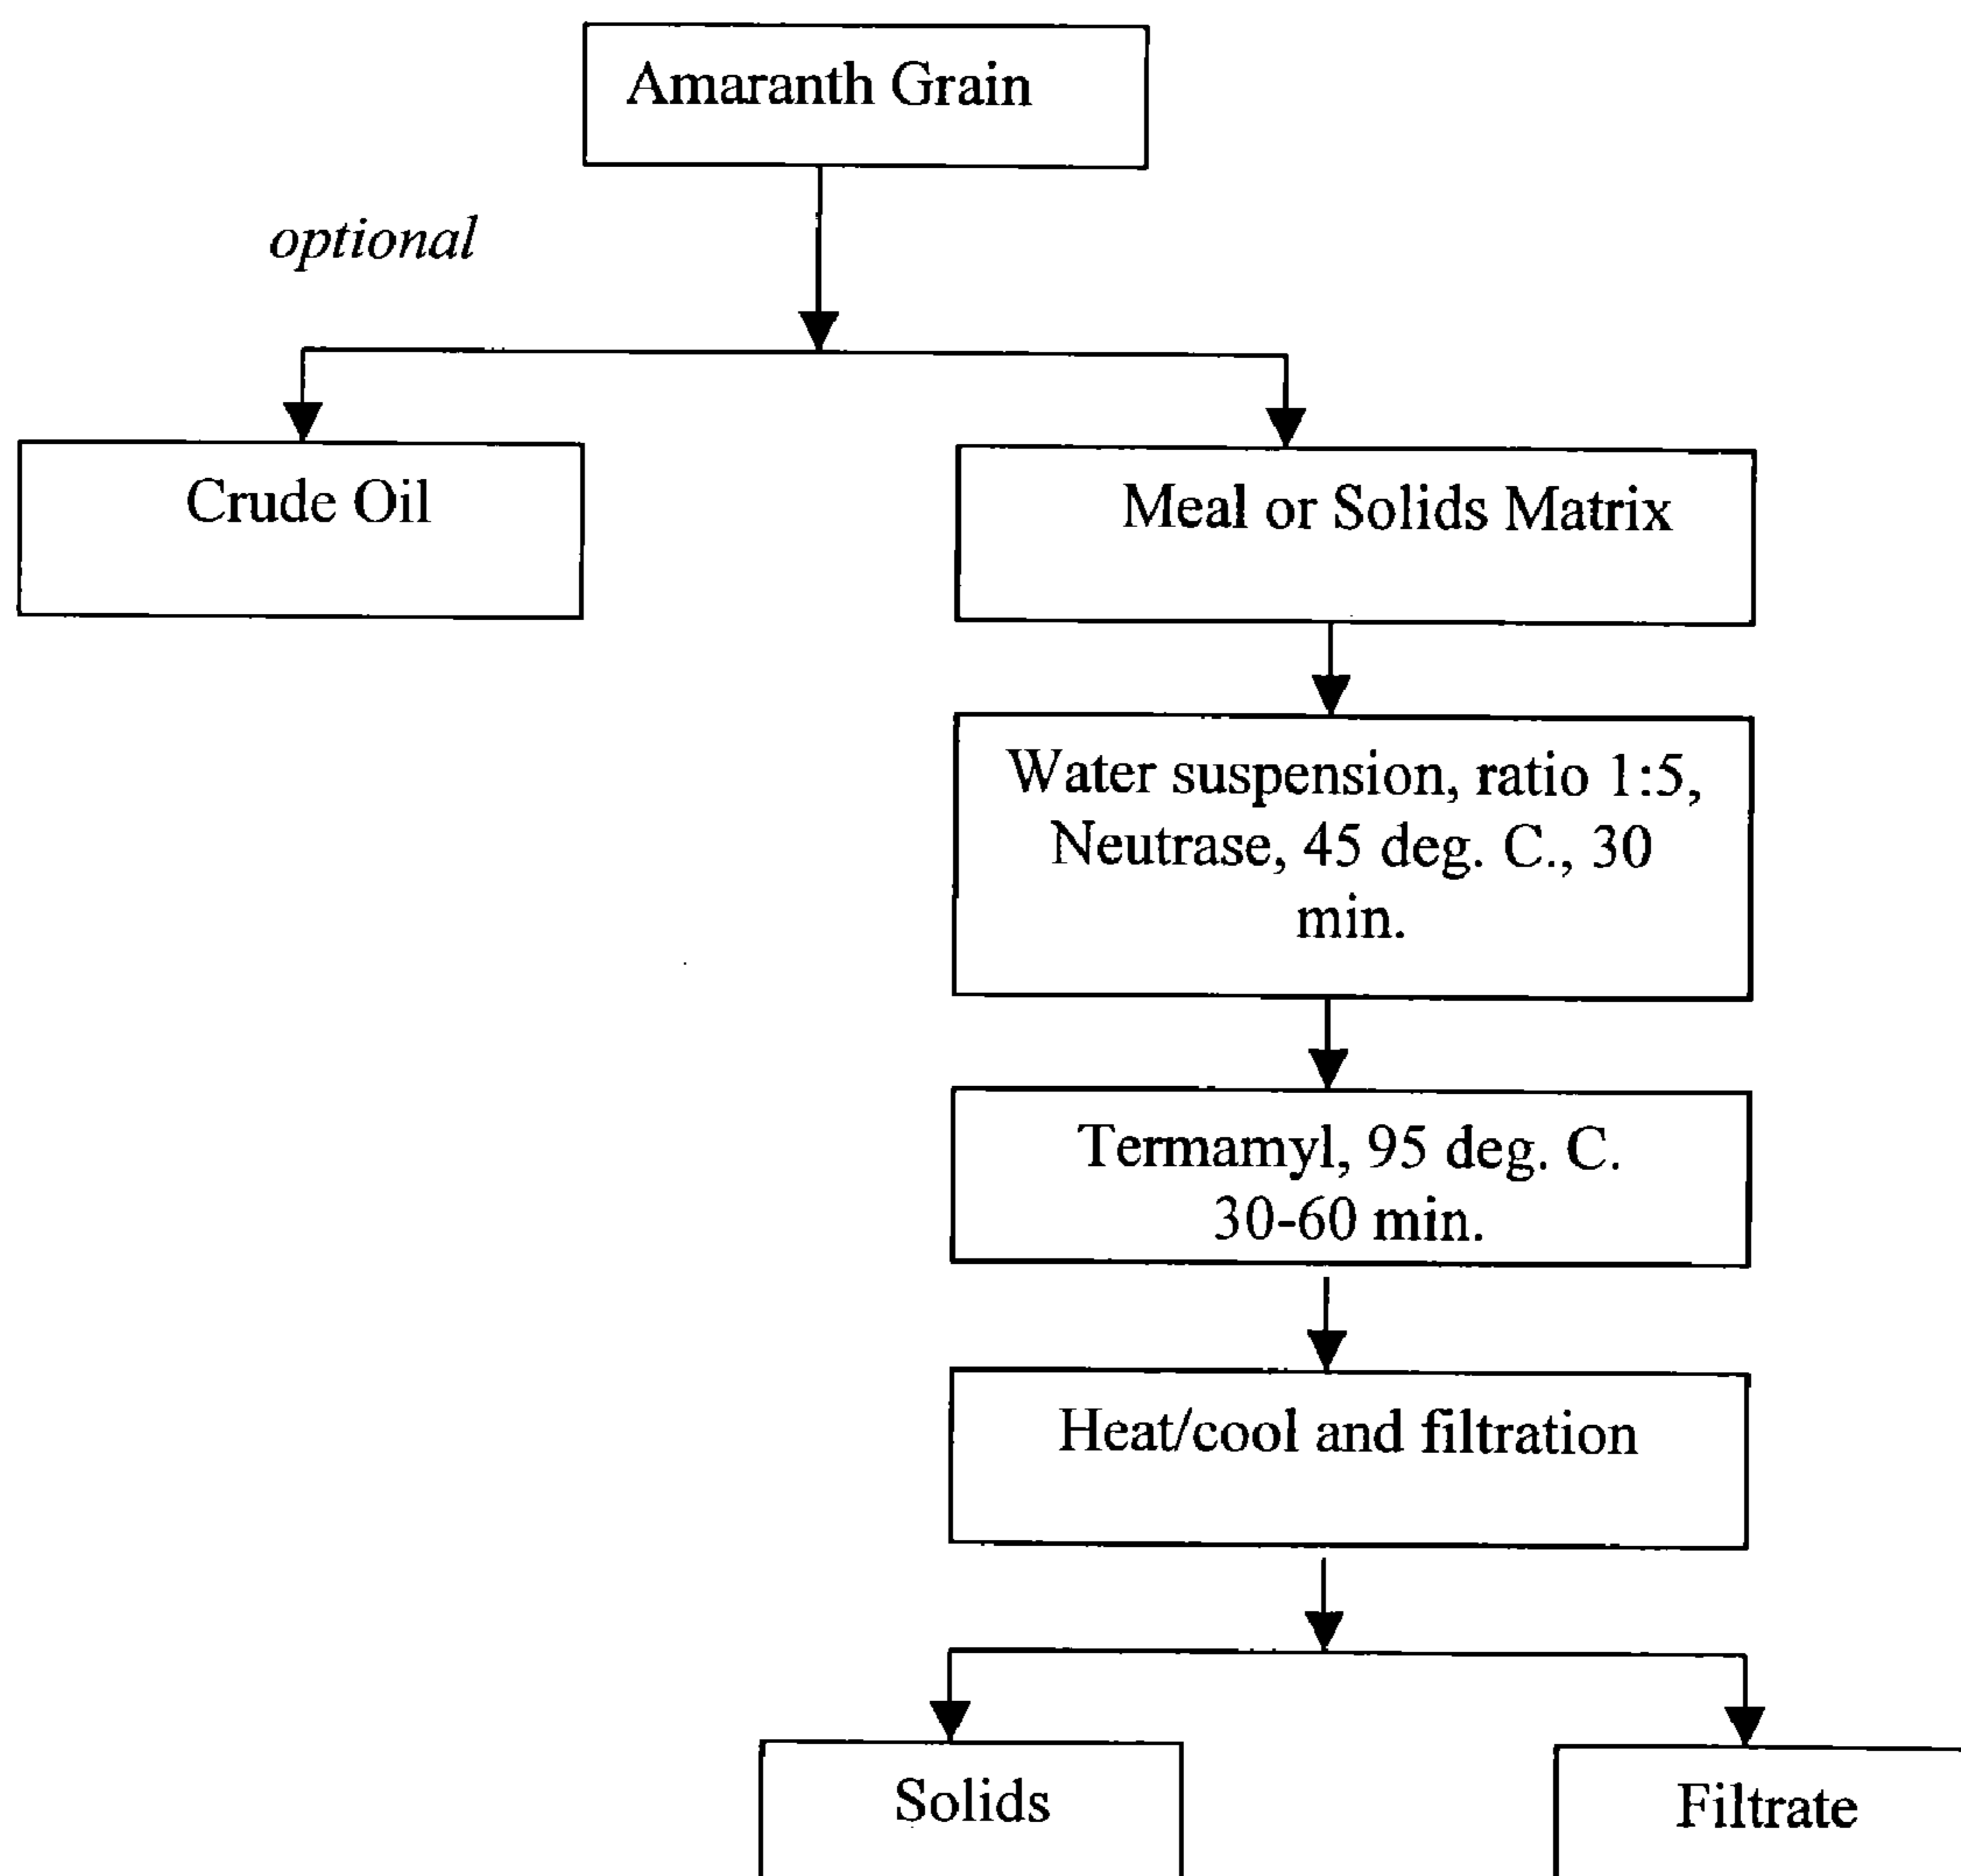 Amaranth Grain
optional
Crude Oil
Meal or Solids Matrix
Water suspension, ratio 1:5,
Neutrase, 45 deg. C., 30
min.
Termamyl, 95 deg. C.
30-60 min.
Heat/cool and filtration
Solids
Filtrate